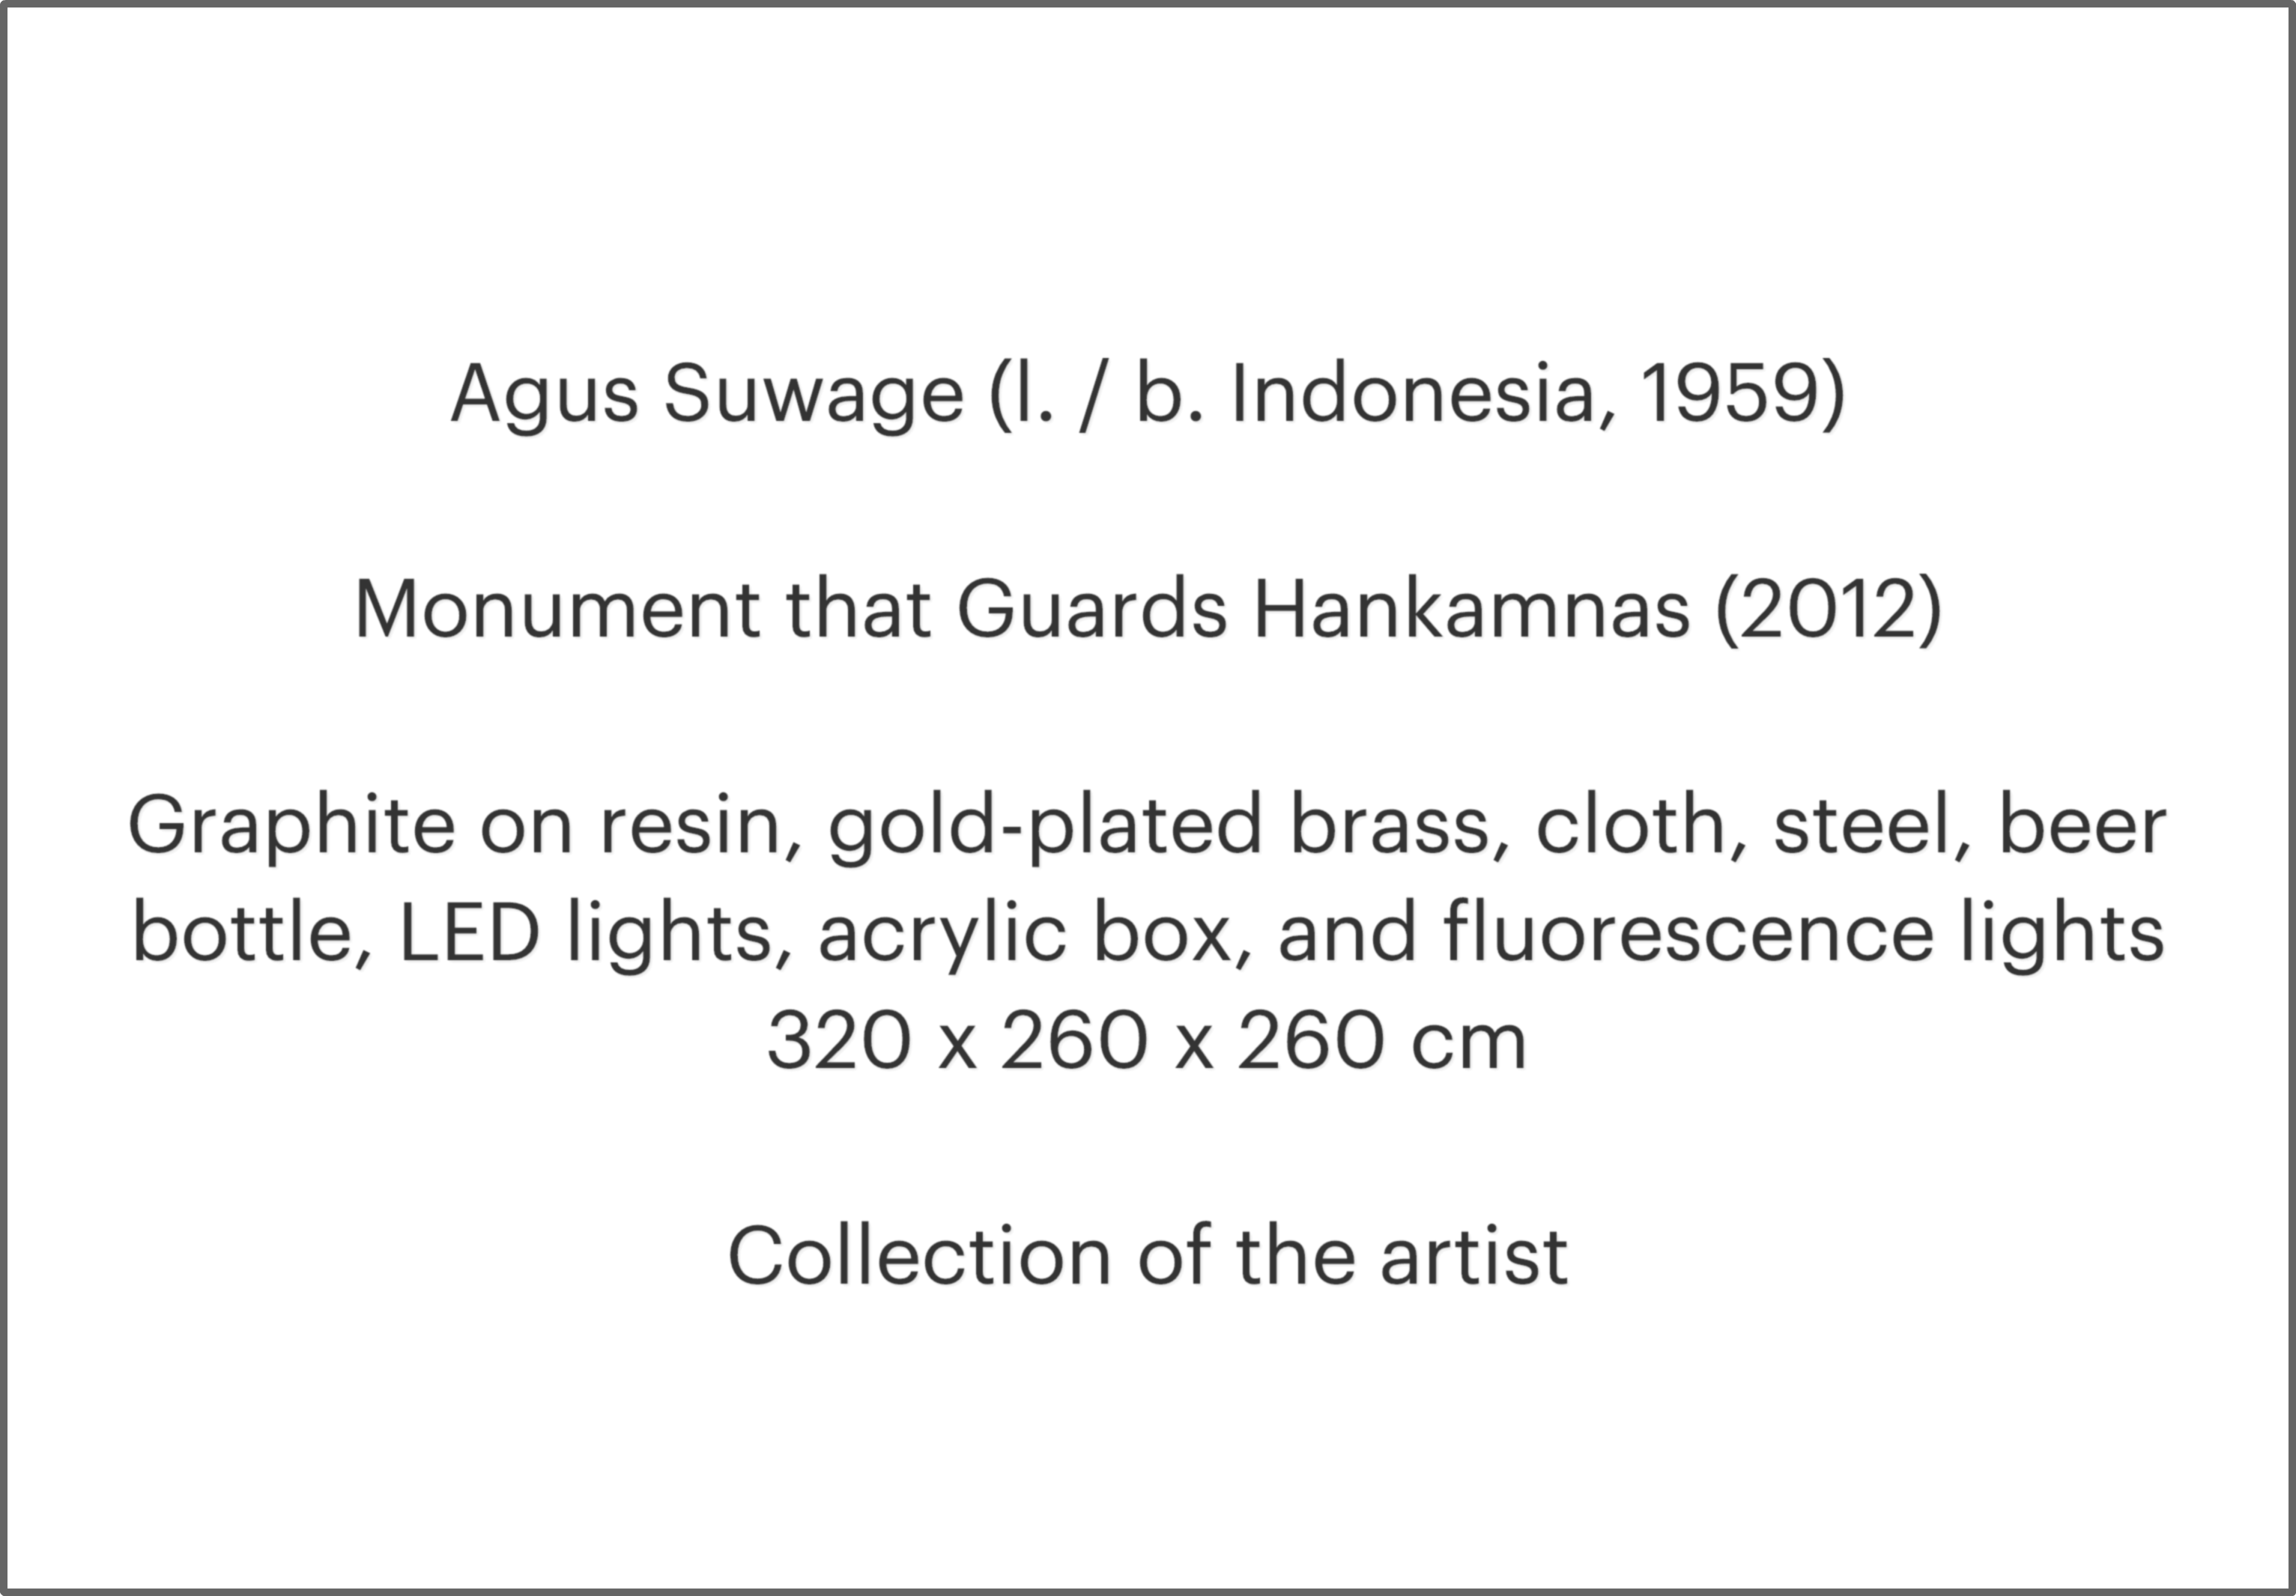 Agus Suwage (l. / b. Indonesia, 1959)
Monument that Guards Hankamnas (2012)
Graphite on resin, gold-plated brass, cloth, steel, beer
bottle, LED lights, acrylic box, and fluorescence lights
320 x 260 x 260 cm
Collection of the artist